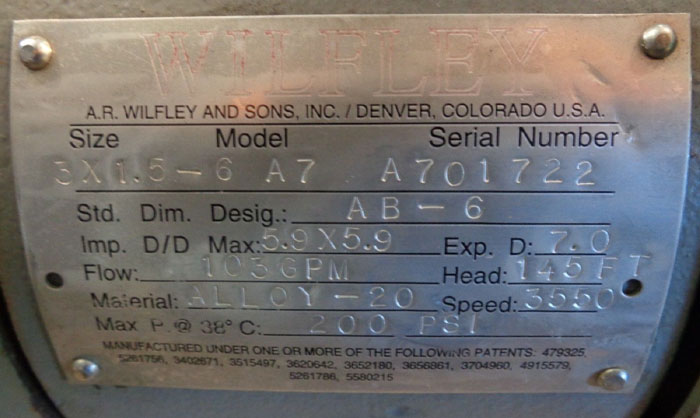 WILFLEY
A.R. WILFLEY AND SONS, INC. / DENVER, COLORADO U.S.A.
Size Model Serial Number
3X1.5-6 A7 A701722
Std. Dim. Desig.: AB-6
Imp. D/D Max: 5.9X5.9 Exp. D: 7.0
Flow: 103GPM Head: 145FT
Material: ALLOY-20 Speed: 3550
Max P. @ 38°C: 200 PSI
MANUFACTURED UNDER ONE OR MORE OF THE FOLLOWING PATENTS: 479325,
5261756, 3402671, 3515497, 3620642, 3652180, 3656861, 3704960, 4915579,
5261786, 5580215